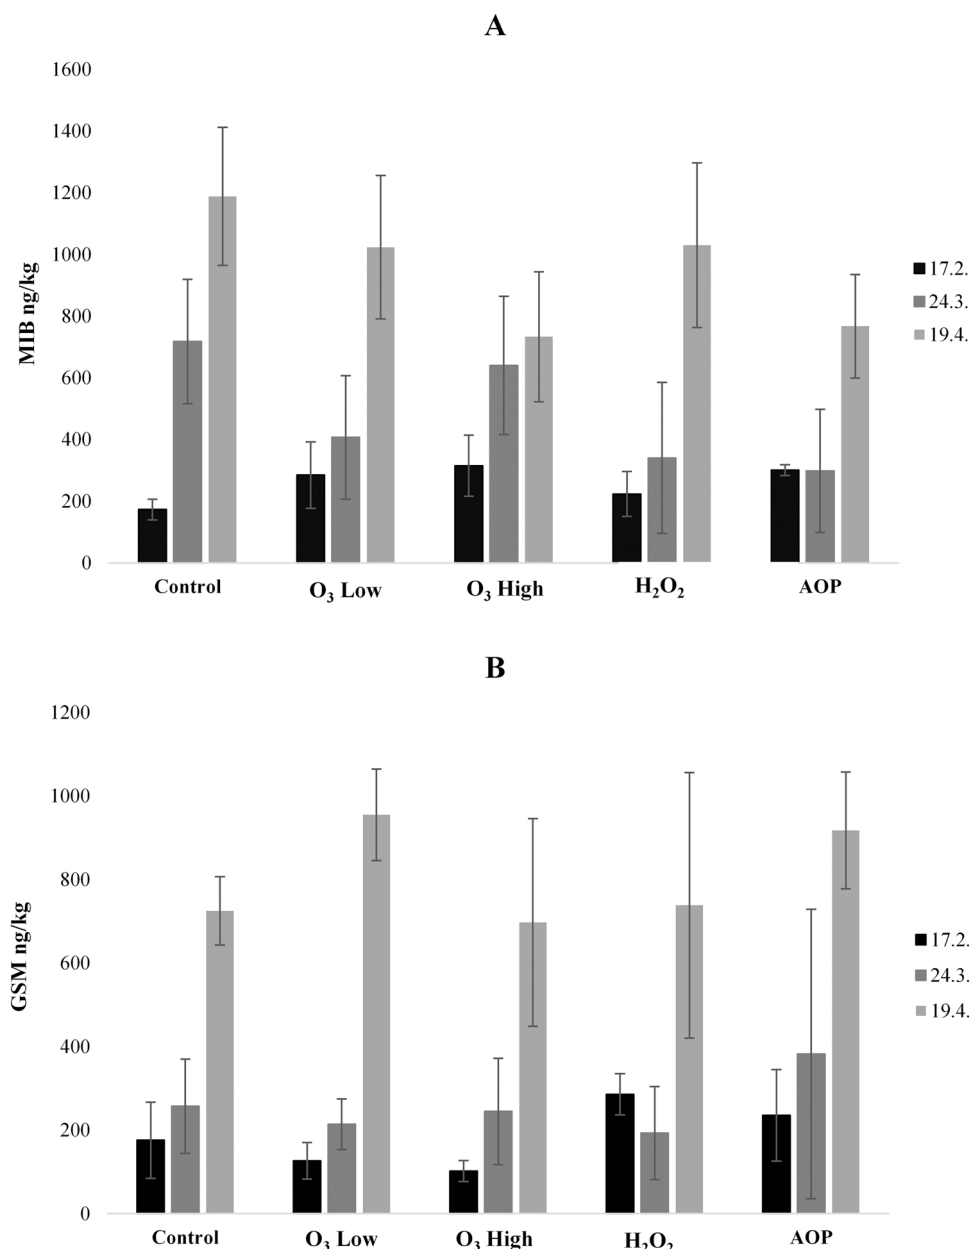 A
1600
1400
1200
1000
800
600
400
200
0
MIB ng/kg
Control
O₃ Low
O₃ High
H₂O₂
AOP
17.2.
24.3.
19.4.
B
1200
1000
800
600
400
200
0
GSM ng/kg
Control
O₃ Low
O₃ High
H₂O₂
AOP
17.2.
24.3.
19.4.